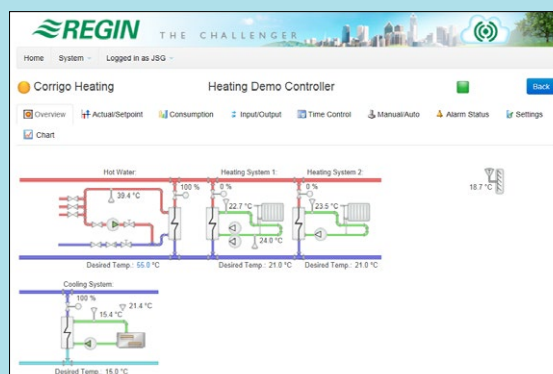 REGIN THE CHALLENGER
Home System Logged in as JSG
Corrigo Heating Heating Demo Controller Back
Overview Actual/Setpoint Consumption Input/Output Time Control Manual/Auto Alarm Status Settings
Chart
Hot Water: Heating System 1: Heating System 2:
100 % 0 % 0 %
39.4 °C 22.7 °C 23.5 °C 18.7 °C
24.0 °C
Desired Temp.: 55.0 °C Desired Temp.: 21.0 °C Desired Temp.: 21.0 °C
Cooling System:
100 %
21.4 °C
15.4 °C
Desired Temp.: 16.0 °C